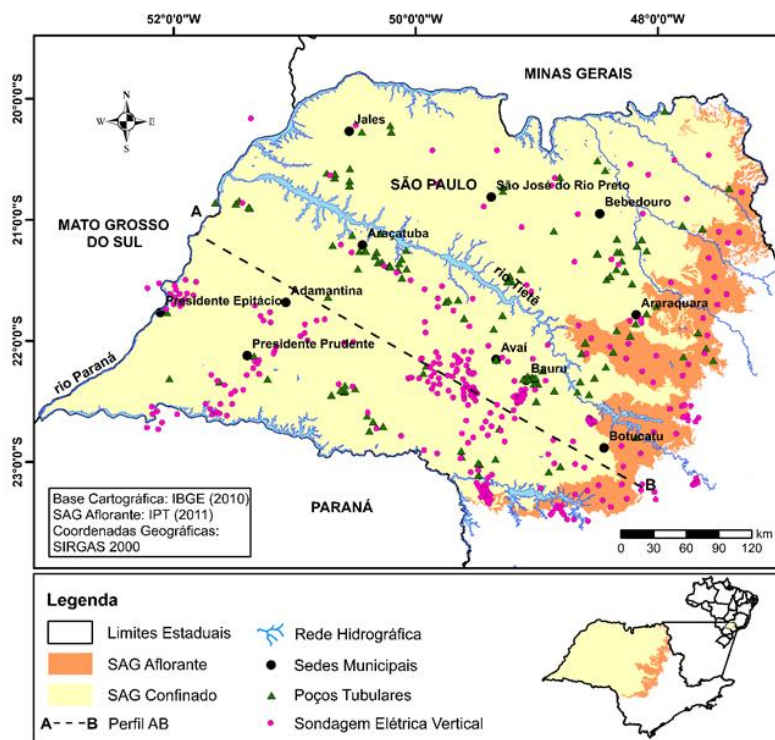 52°0'0"W
50°0'0"W
48°0'0"W
MINAS GERAIS
20°0'0"S
N
W
E
S
Jales
SÃO PAULO
São José do Rio Preto
Bebedouro
MATO GROSSO
DO SUL
A
21°0'0"S
Araçatuba
rio Tietê
Adamantina
Presidente Epitácio
Araraquara
22°0'0"S
Presidente Prudente
Avaí
Bauru
rio Paraná
Botucatu
B
23°0'0"S
PARANÁ
Base Cartográfica: IBGE (2010)
SAG Aflorante: IPT (2011)
Coordenadas Geográficas:
SIRGAS 2000
km
0 30 60 90 120
Legenda
Limites Estaduais
Rede Hidrográfica
SAG Aflorante
Sedes Municipais
SAG Confinado
Poços Tubulares
A B Perfil AB
Sondagem Elétrica Vertical